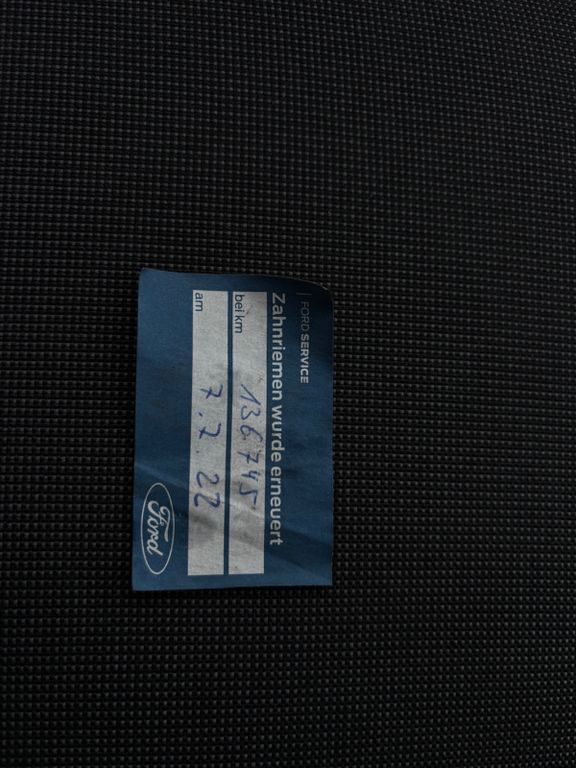 FORD SERVICE
Zahnriemen wurde erneuert
bei km 136.745
am 7.7.22
Ford